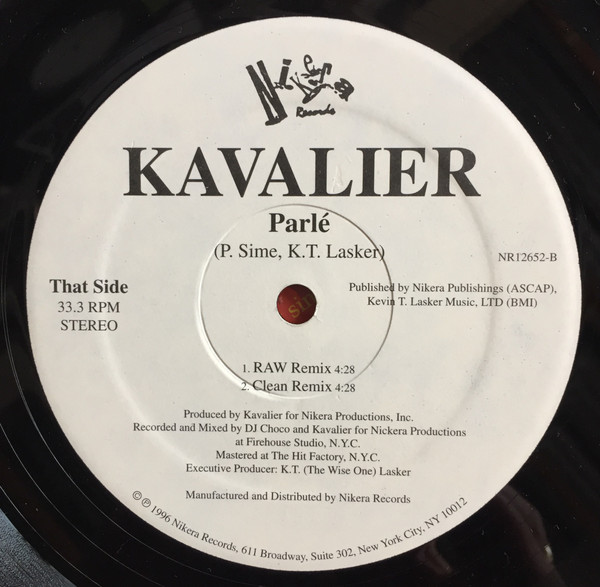 Nikera
Records
KAVALIER
Parlé
(P. Sime, K.T. Lasker)
NR12652-B
That Side
33.3 RPM
STEREO
Published by Nikera Publishings (ASCAP),
Kevin T. Lasker Music, LTD (BMI)
1. RAW Remix 4:28
2. Clean Remix 4:28
Produced by Kavalier for Nikera Productions, Inc.
Recorded and Mixed by DJ Choco and Kavalier for Nickera Productions
at Firehouse Studio, N.Y.C.
Mastered at The Hit Factory, N.Y.C.
Executive Producer: K.T. (The Wise One) Lasker
Manufactured and Distributed by Nikera Records
© ℗ 1996 Nikera Records, 611 Broadway, Suite 302, New York City, NY 10012